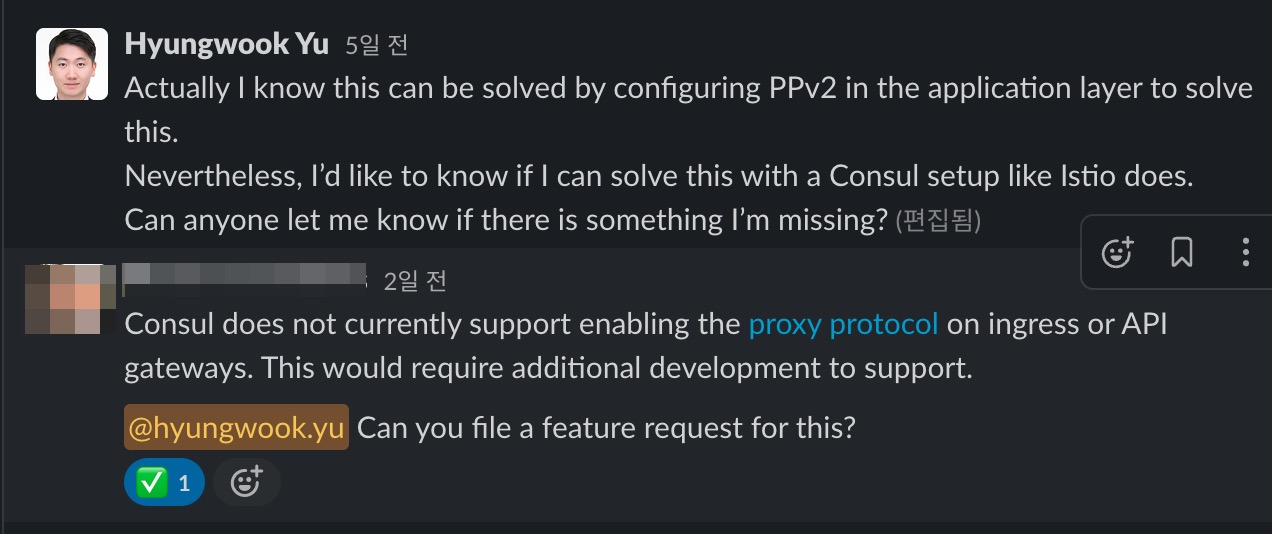 Hyungwook Yu 5일 전
Actually I know this can be solved by configuring PPv2 in the application layer to solve
this.
Nevertheless, I’d like to know if I can solve this with a Consul setup like Istio does.
Can anyone let me know if there is something I’m missing? (편집됨)
2일 전
Consul does not currently support enabling the proxy protocol on ingress or API
gateways. This would require additional development to support.
@hyungwook.yu Can you file a feature request for this?
1